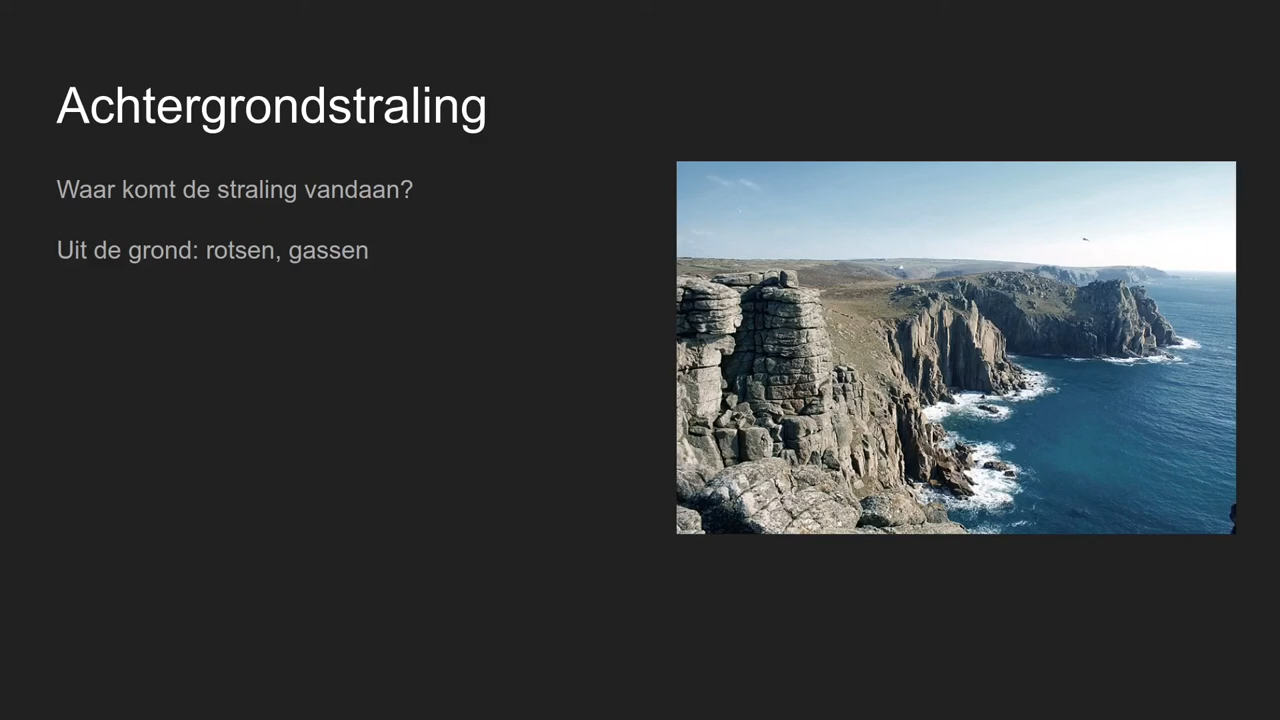 Achtergrondstraling
Waar komt de straling vandaan?
Uit de grond: rotsen, gassen